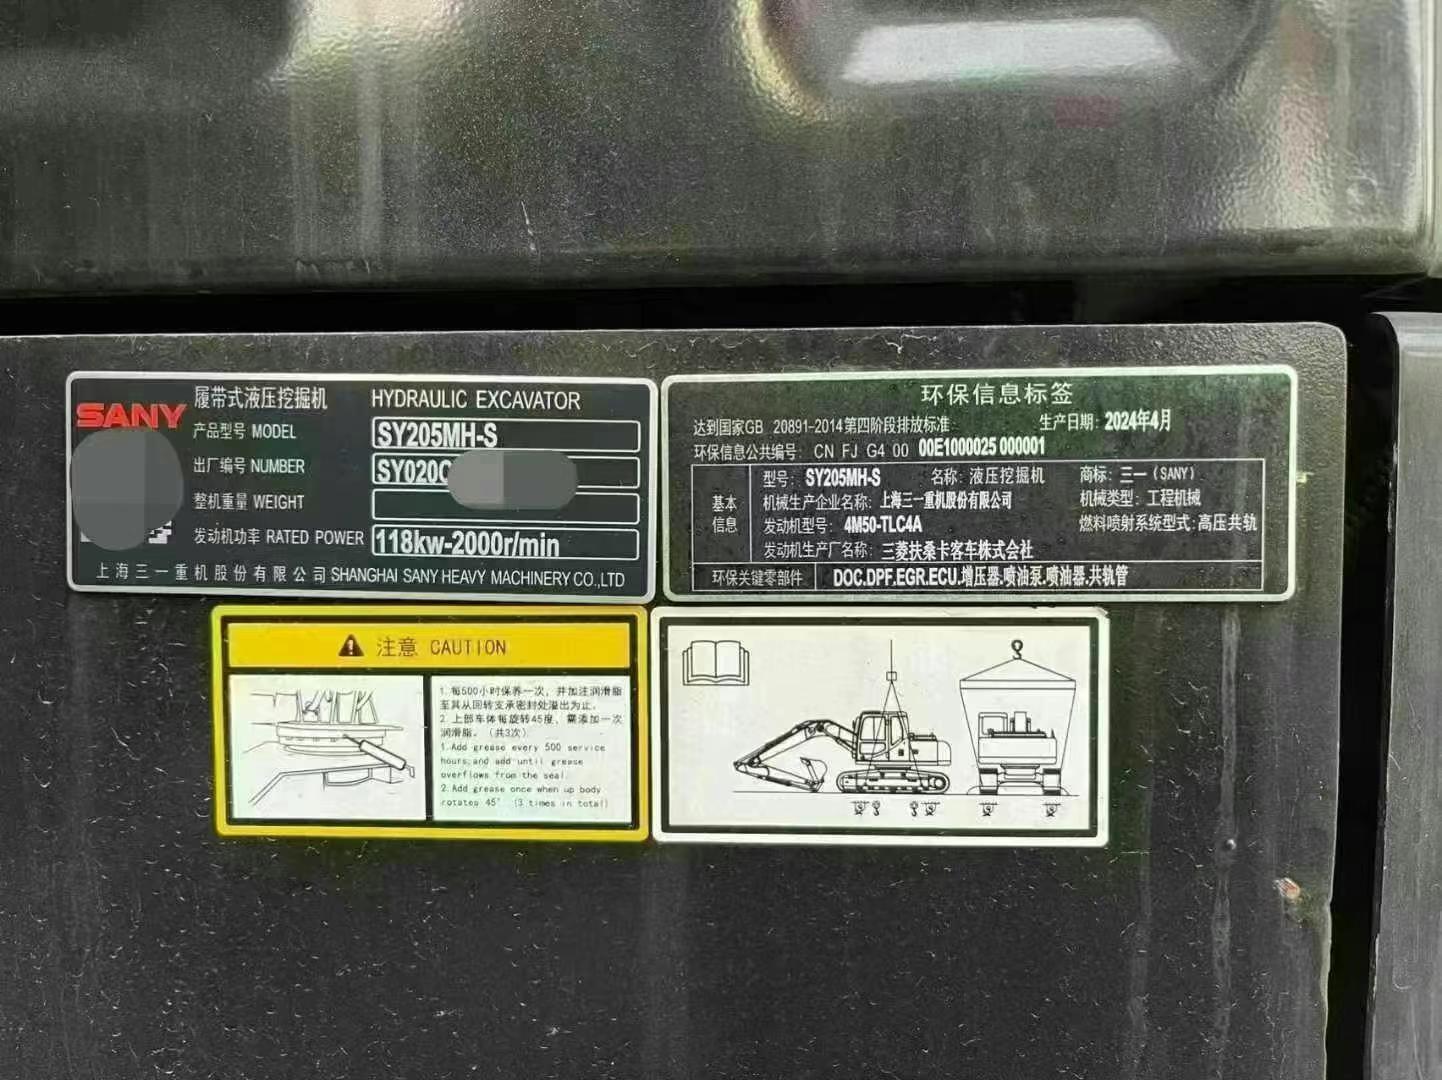 SANY
履带式液压挖掘机 HYDRAULIC EXCAVATOR
产品型号 MODEL SY205MH-S
出厂编号 NUMBER SY020C
整机重量 WEIGHT
发动机功率 RATED POWER 118kw-2000r/min
上海三一重机股份有限公司 SHANGHAI SANY HEAVY MACHINERY CO.,LTD
环保信息标签
达到国家GB 20891-2014第四阶段排放标准 生产日期: 2024年4月
环保信息公共编号: CN FJ G4 00 00E1000025 000001
基本信息
型号: SY205MH-S 名称: 液压挖掘机 商标: 三一 (SANY)
机械生产企业名称: 上海三一重机股份有限公司 机械类型: 工程机械
发动机型号: 4M50-TLC4A 燃料喷射系统型式: 高压共轨
发动机生产厂名称: 三菱扶桑卡客车株式会社
环保关键零部件 DOC.DPF.EGR.ECU.增压器.喷油泵.喷油器.共轨管
注意 CAUTION
1. 每500小时保养一次, 并加注润滑脂
至其从回转支承密封处溢出为止。
2. 上部车体每旋转45度, 需添加一次
润滑脂。(共3次)
1. Add grease every 500 service
hours,and add until grease
overflows from the seal.
2. Add grease once when up body
rotates 45° (3 times in total)